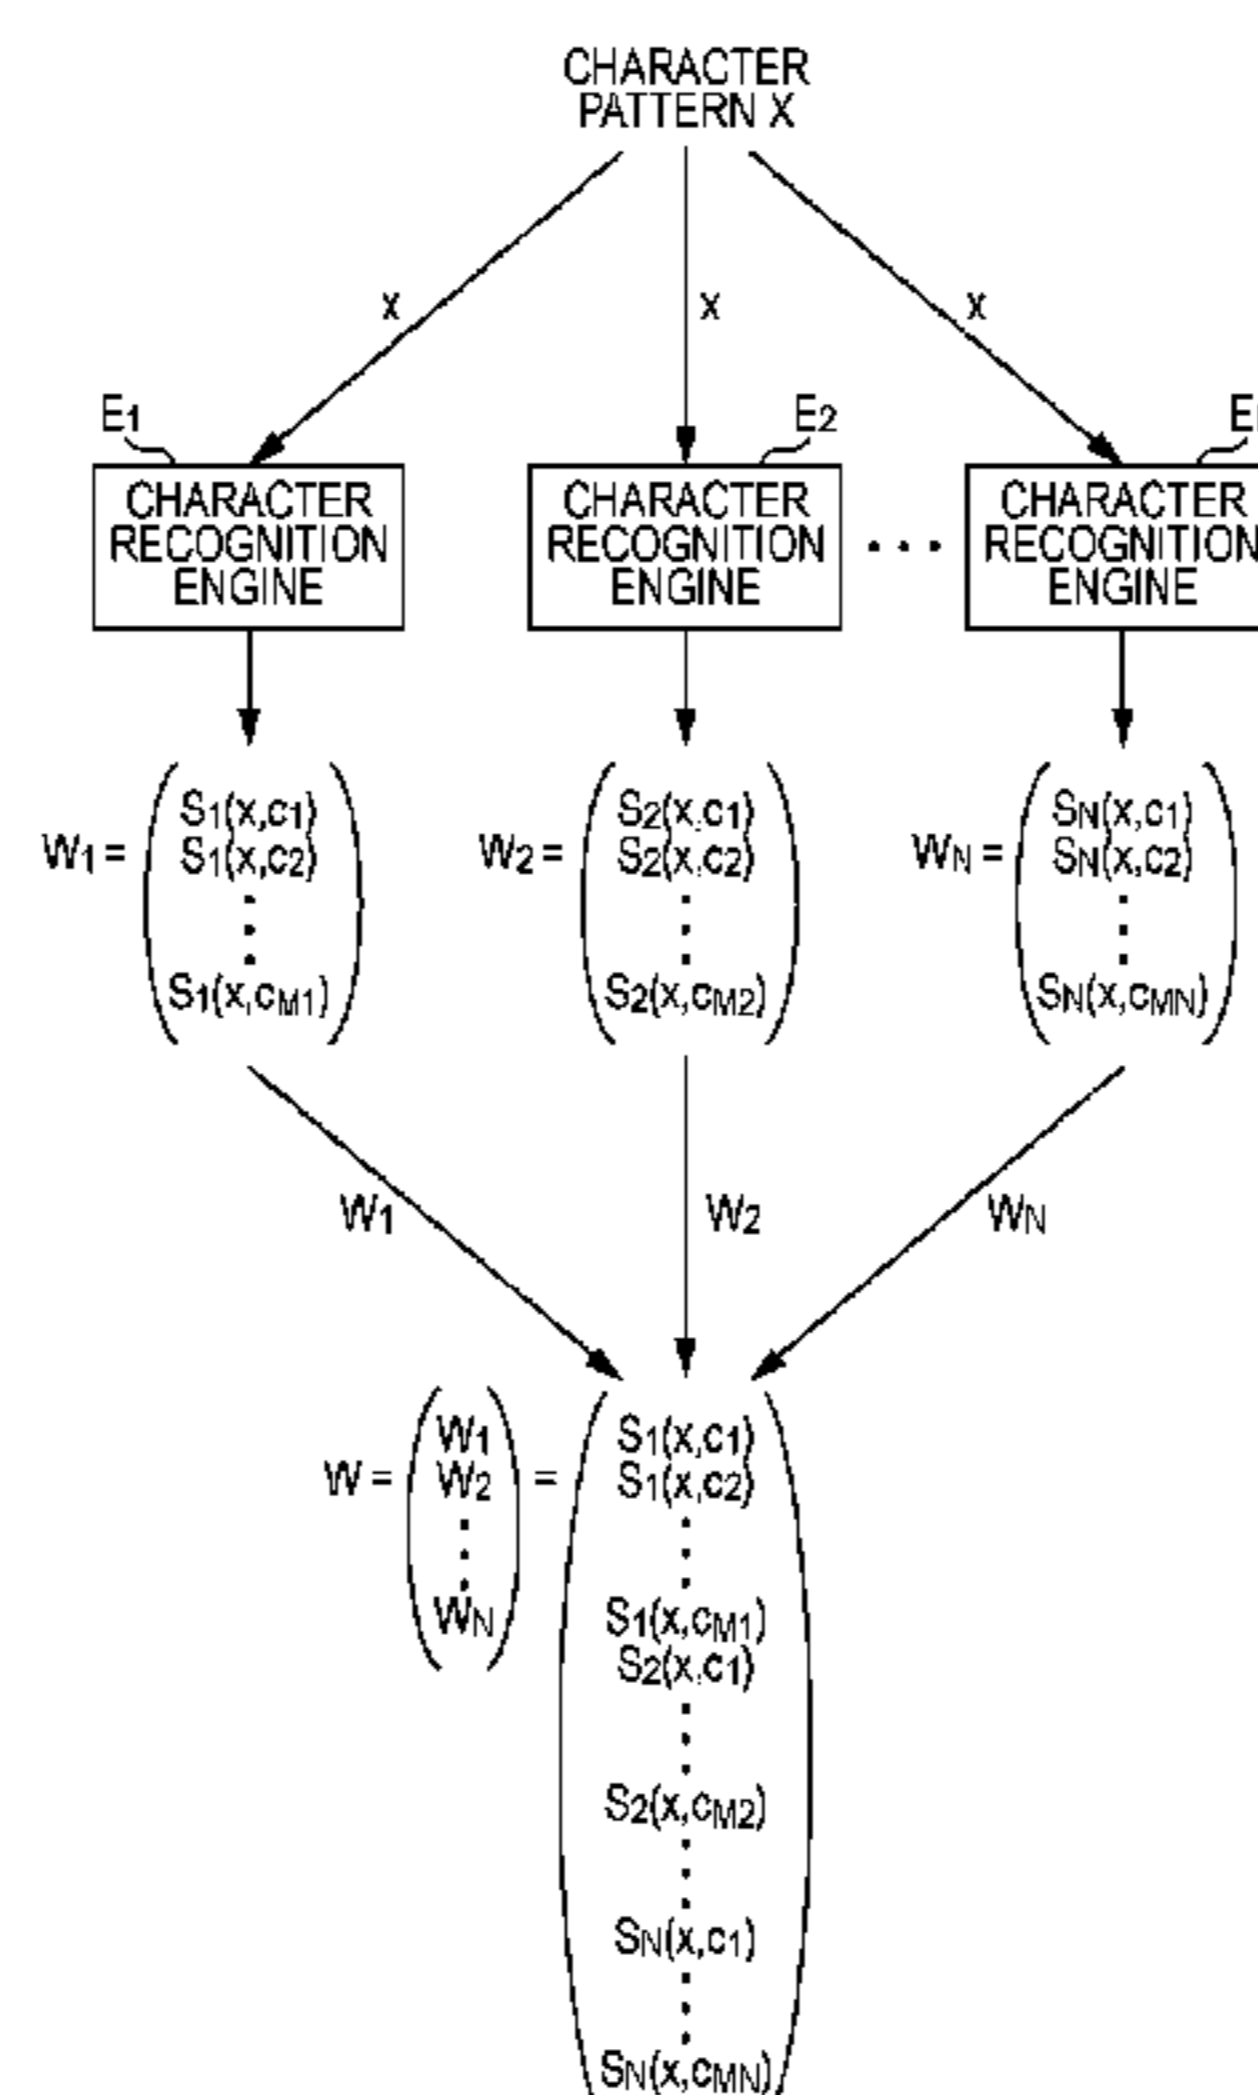 CHARACTER
PATTERN X
X X X
E1 E2
CHARACTER
RECOGNITION
ENGINE
CHARACTER
RECOGNITION
ENGINE
...
CHARACTER
RECOGNITION
ENGINE
W1 = S1(x,c1)
S1(x,c2)
S1(x,cM1)
W2 = S2(x,c1)
S2(x,c2)
S2(x,cM2)
WN = SN(x,c1)
SN(x,c2)
SN(x,cMN)
W1 W2 WN
W = W1
W2
WN
= S1(x,c1)
S1(x,c2)
S1(x,cM1)
S2(x,c1)
S2(x,cM2)
SN(x,c1)
SN(x,cMN)